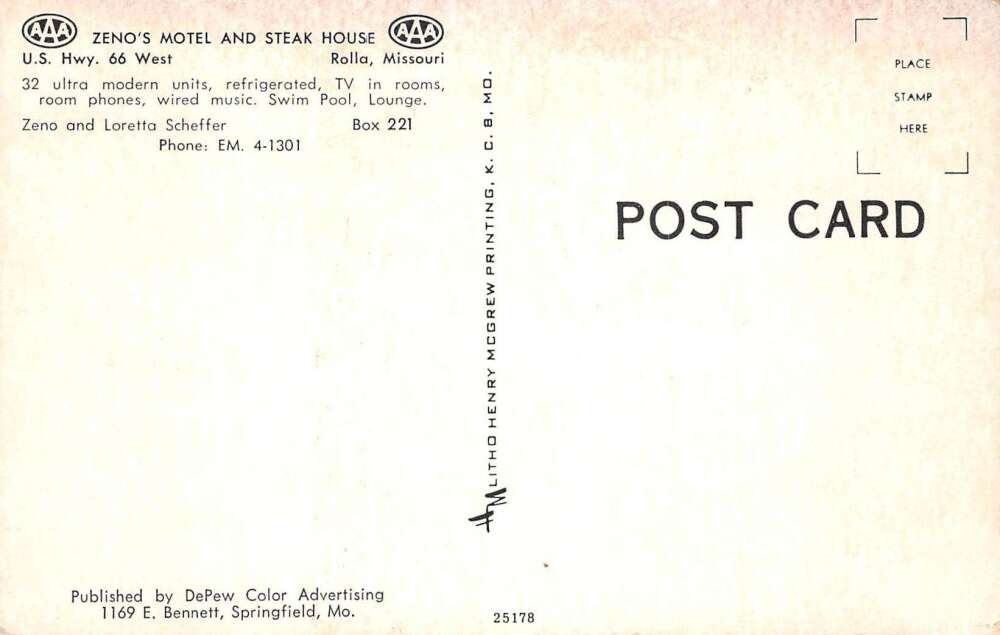 AAA ZENO'S MOTEL AND STEAK HOUSE AAA
U.S. Hwy. 66 West Rolla, Missouri
32 ultra modern units, refrigerated, TV in rooms,
room phones, wired music. Swim Pool, Lounge.
Zeno and Loretta Scheffer Box 221
Phone: EM. 4-1301
Published by DePew Color Advertising
1169 E. Bennett, Springfield, Mo.
HM LITHO HENRY MCGREW PRINTING, K. C. 8, MO.
25178
PLACE
STAMP
HERE
POST CARD